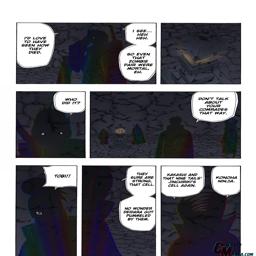 I SEE...
HEH
HEH.
I'D LOVE
TO HAVE
SEEN HOW
THEY
DIED.
SO EVEN
THAT
ZOMBIE
PAIR WERE
MORTAL,
EH.
WHO
DID IT?
DON'T TALK
ABOUT
YOUR
COMRADES
THAT WAY.
TOBI!!
THEY
SURE ARE
STRONG,
THAT CELL.
NO WONDER
DEIDARA GOT
PUMMELED
BY THEM.
KAKASHI AND
THAT NINE TAILS'
JINCHURIKI'S
CELL AGAIN.
KONOHA
NINJA.